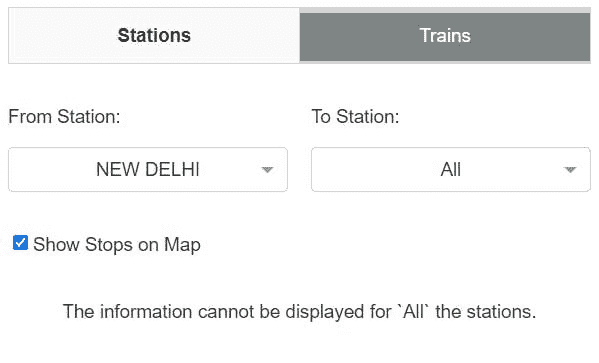 Stations Trains
From Station: To Station:
NEW DELHI All
Show Stops on Map
The information cannot be displayed for `All` the stations.